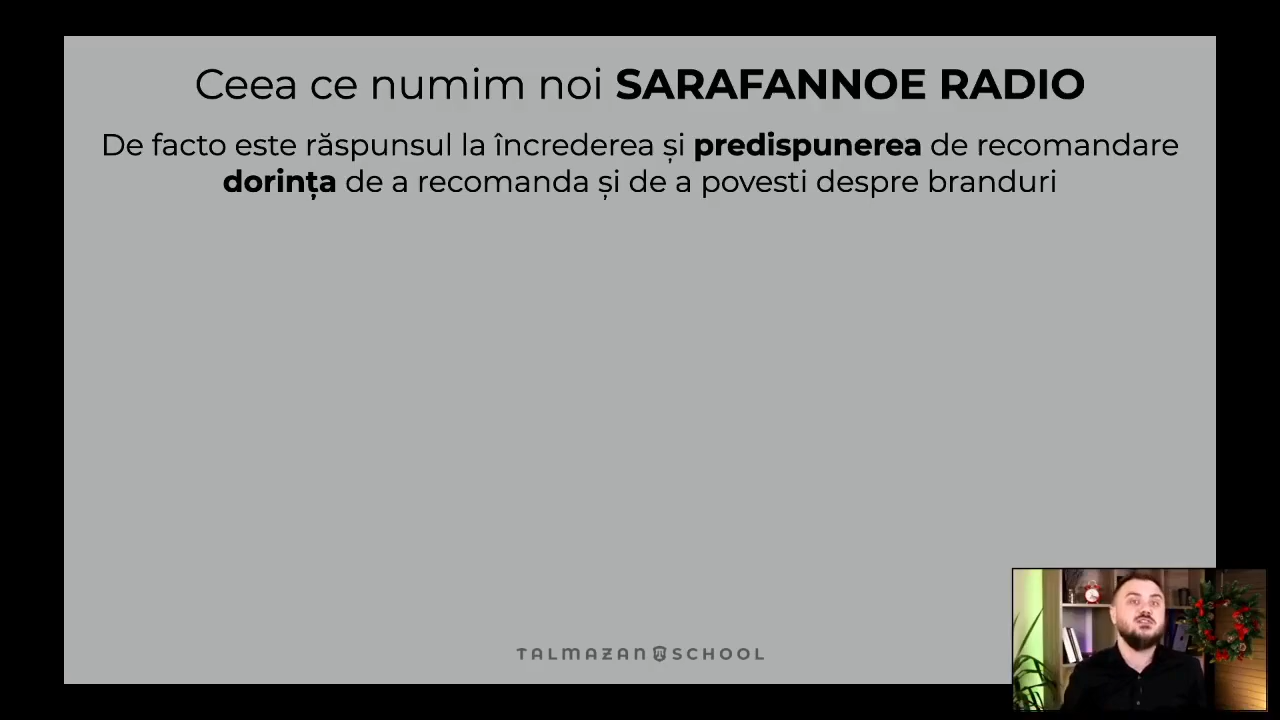 Ceea ce numim noi SARAFANNOE RADIO
De facto este răspunsul la încrederea și predispunerea de recomandare
dorința de a recomanda și de a povesti despre branduri
TALMAZAN SCHOOL